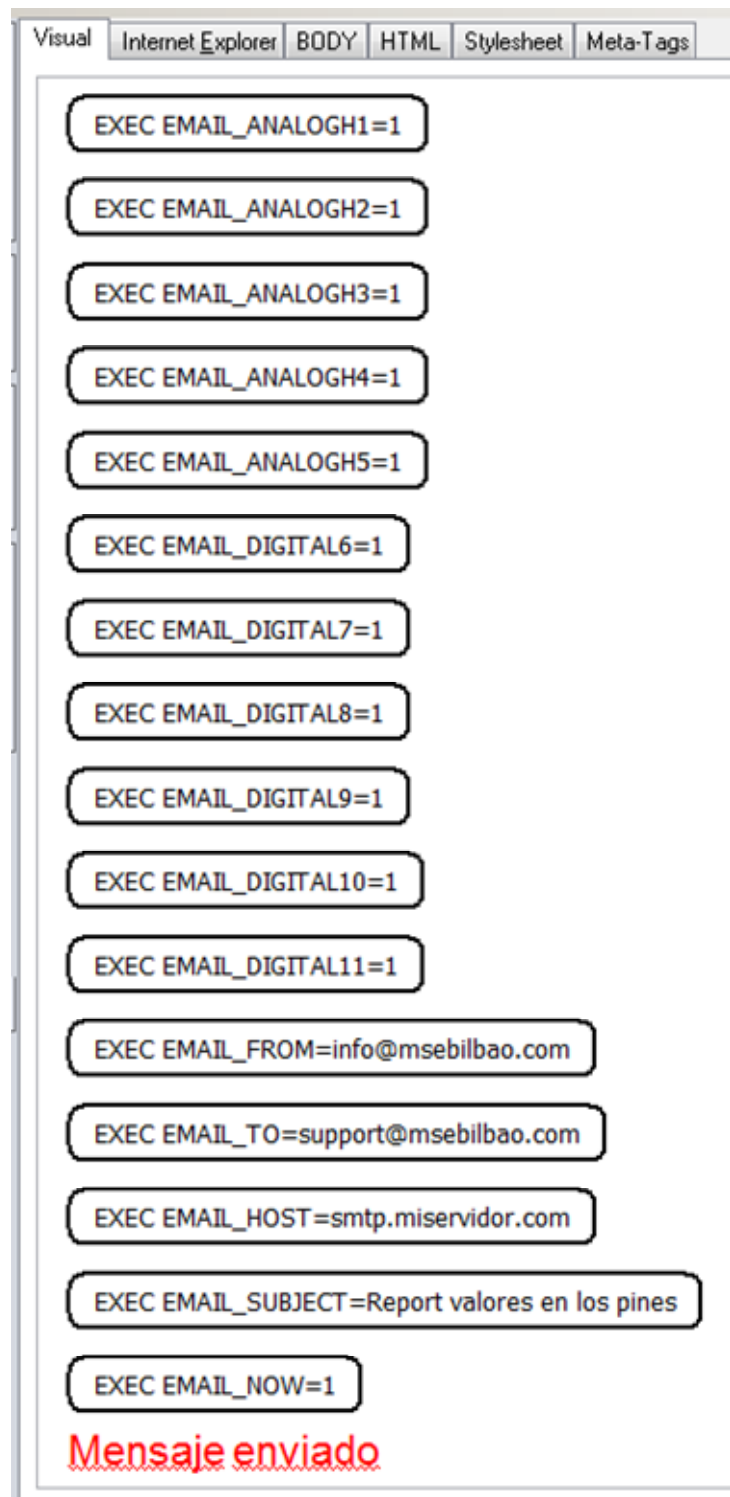 Visual Internet Explorer BODY HTML Stylesheet Meta-Tags
EXEC EMAIL_ANALOGH1=1
EXEC EMAIL_ANALOGH2=1
EXEC EMAIL_ANALOGH3=1
EXEC EMAIL_ANALOGH4=1
EXEC EMAIL_ANALOGH5=1
EXEC EMAIL_DIGITAL6=1
EXEC EMAIL_DIGITAL7=1
EXEC EMAIL_DIGITAL8=1
EXEC EMAIL_DIGITAL9=1
EXEC EMAIL_DIGITAL10=1
EXEC EMAIL_DIGITAL11=1
EXEC EMAIL_FROM=info@msebilbao.com
EXEC EMAIL_TO=support@msebilbao.com
EXEC EMAIL_HOST=smtp.miservidor.com
EXEC EMAIL_SUBJECT=Report valores en los pines
EXEC EMAIL_NOW=1
Mensaje enviado